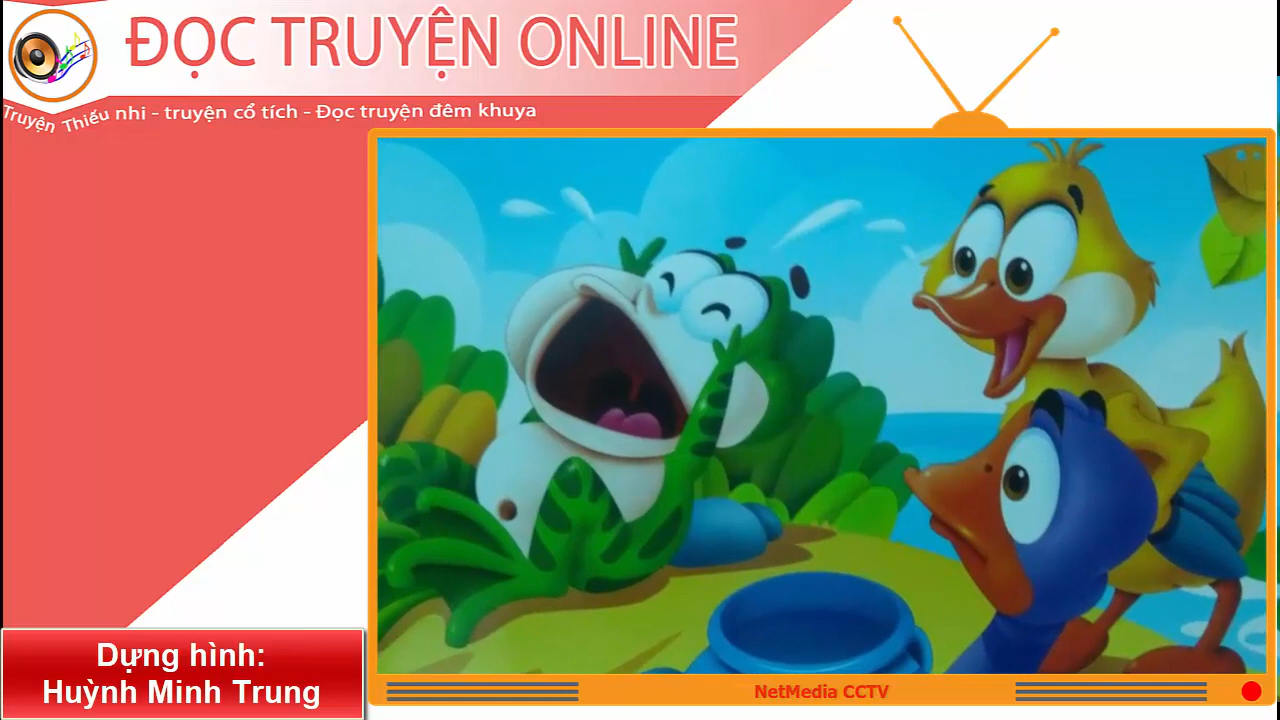 ĐỌC TRUYỆN ONLINE
Truyện Thiếu nhi - truyện cổ tích - Đọc truyện đêm khuya
Dựng hình:
Huỳnh Minh Trung
NetMedia CCTV